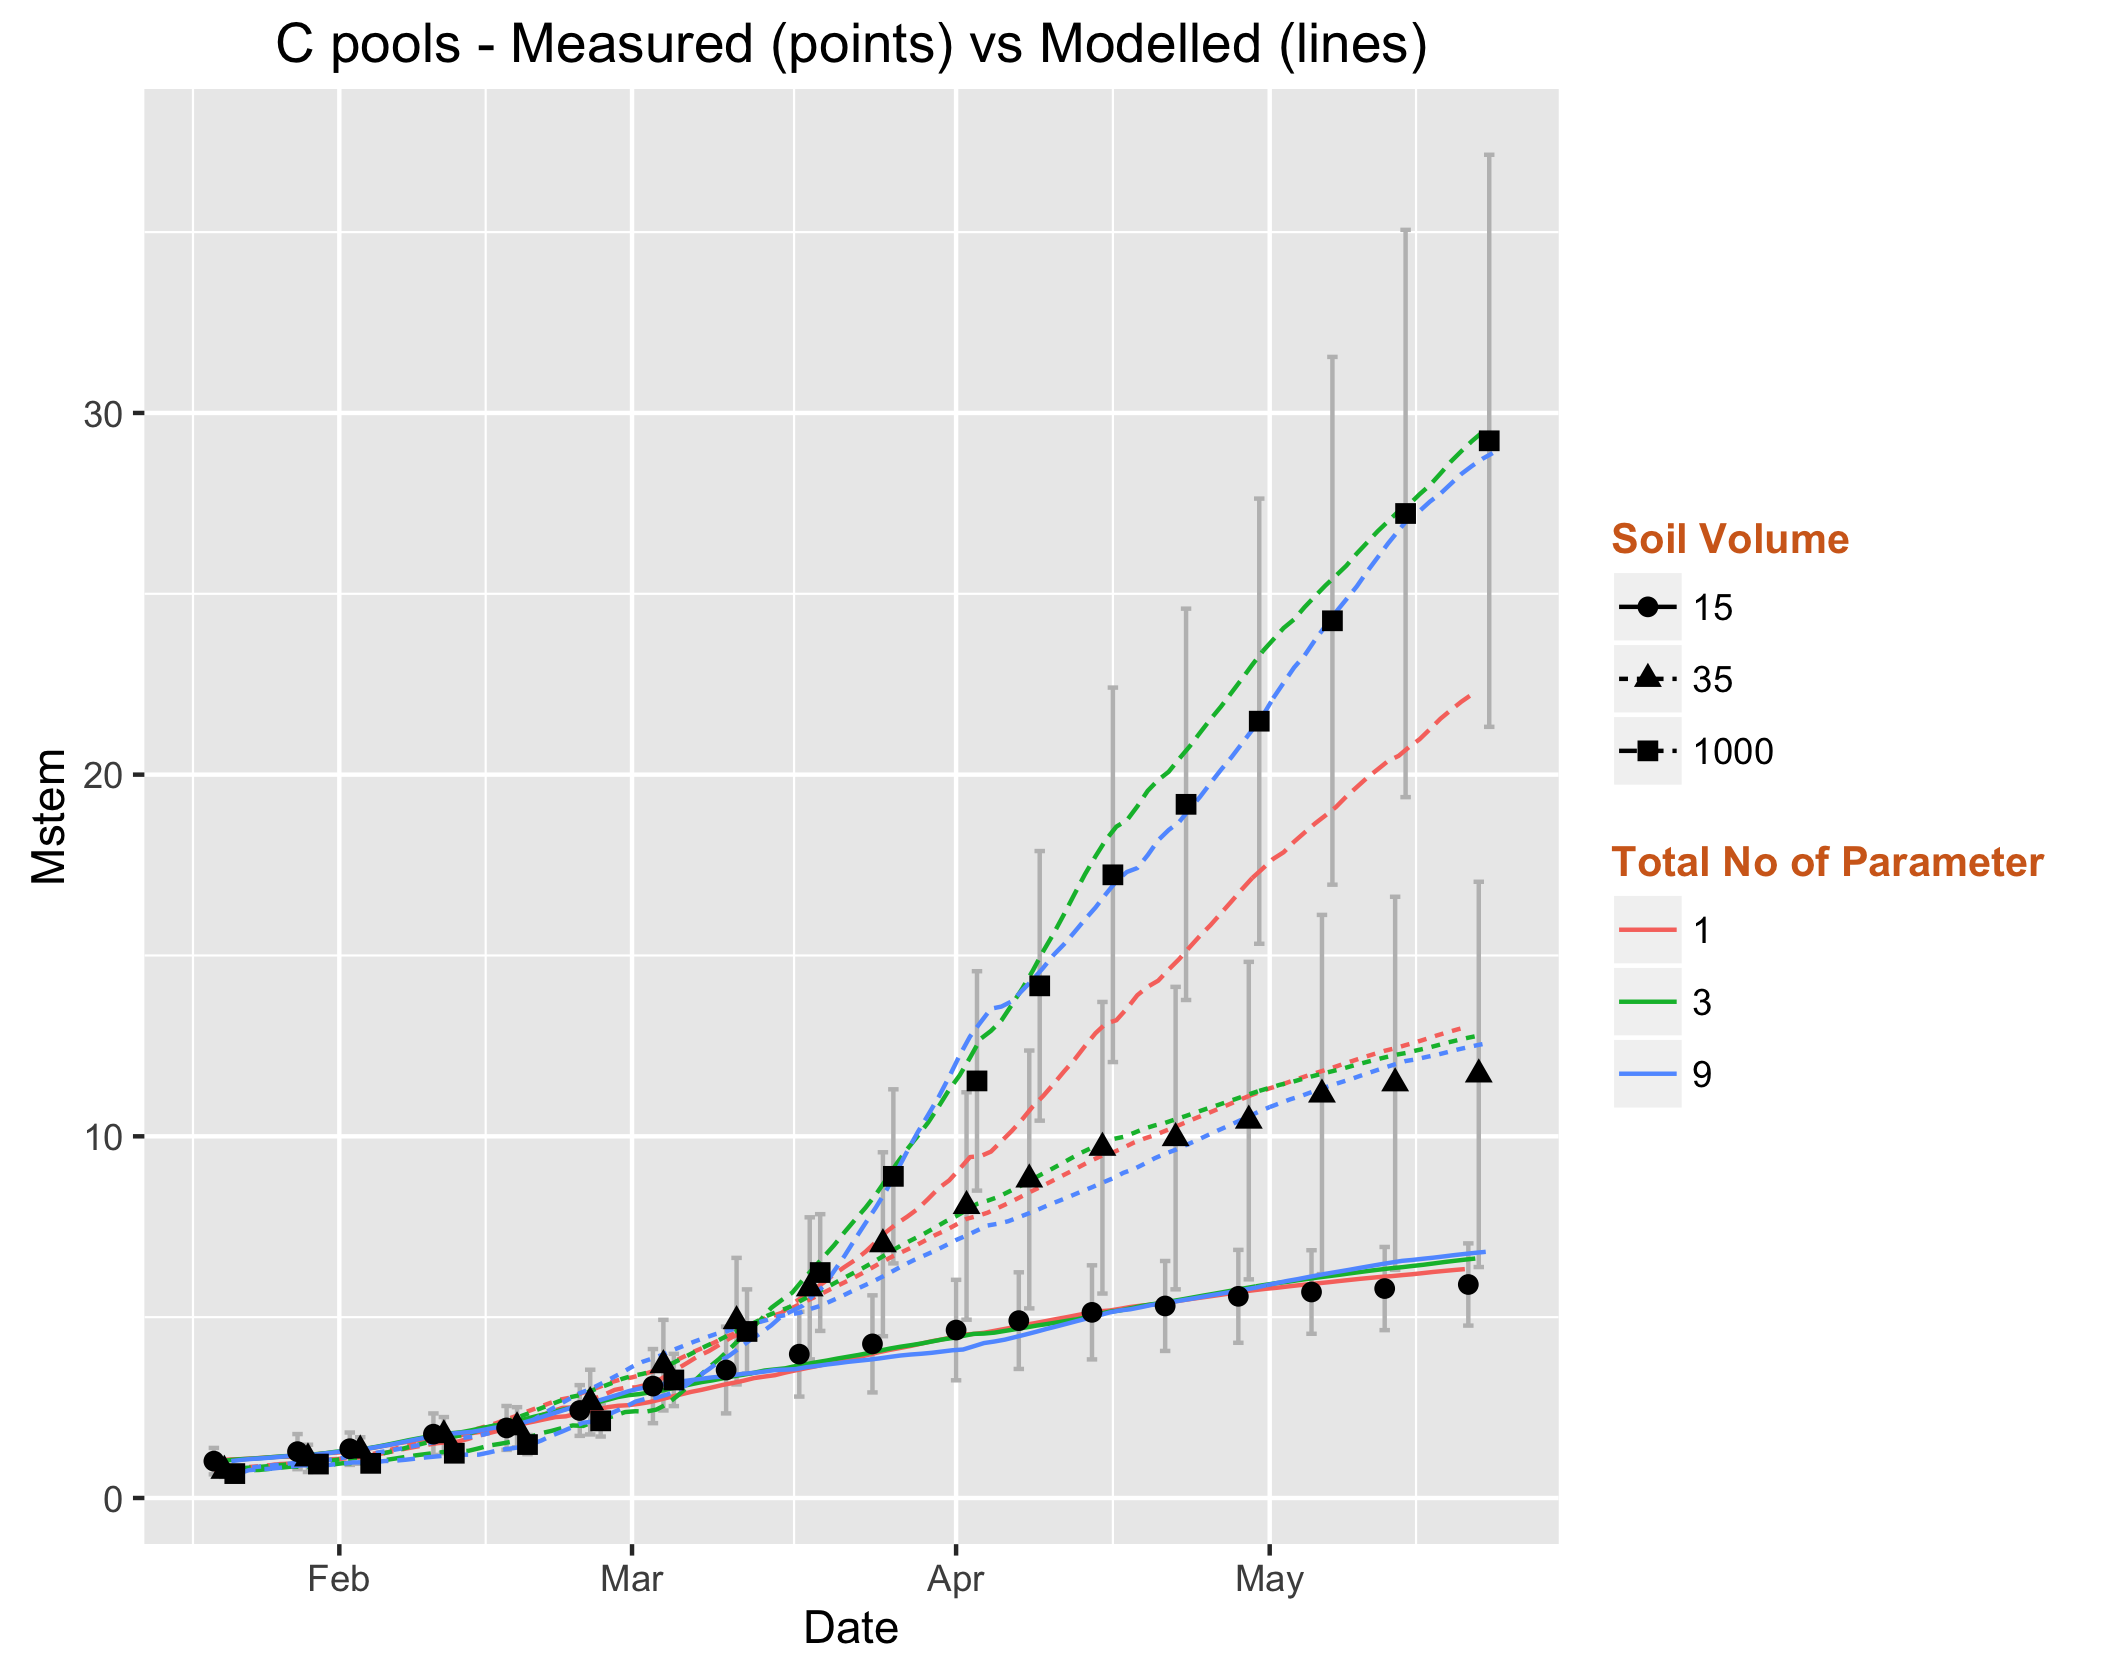 C pools - Measured (points) vs Modelled (lines)
Mstem
30
20
10
0
Feb Mar Apr May
Date
Soil Volume
15
35
1000
Total No of Parameter
1
3
9